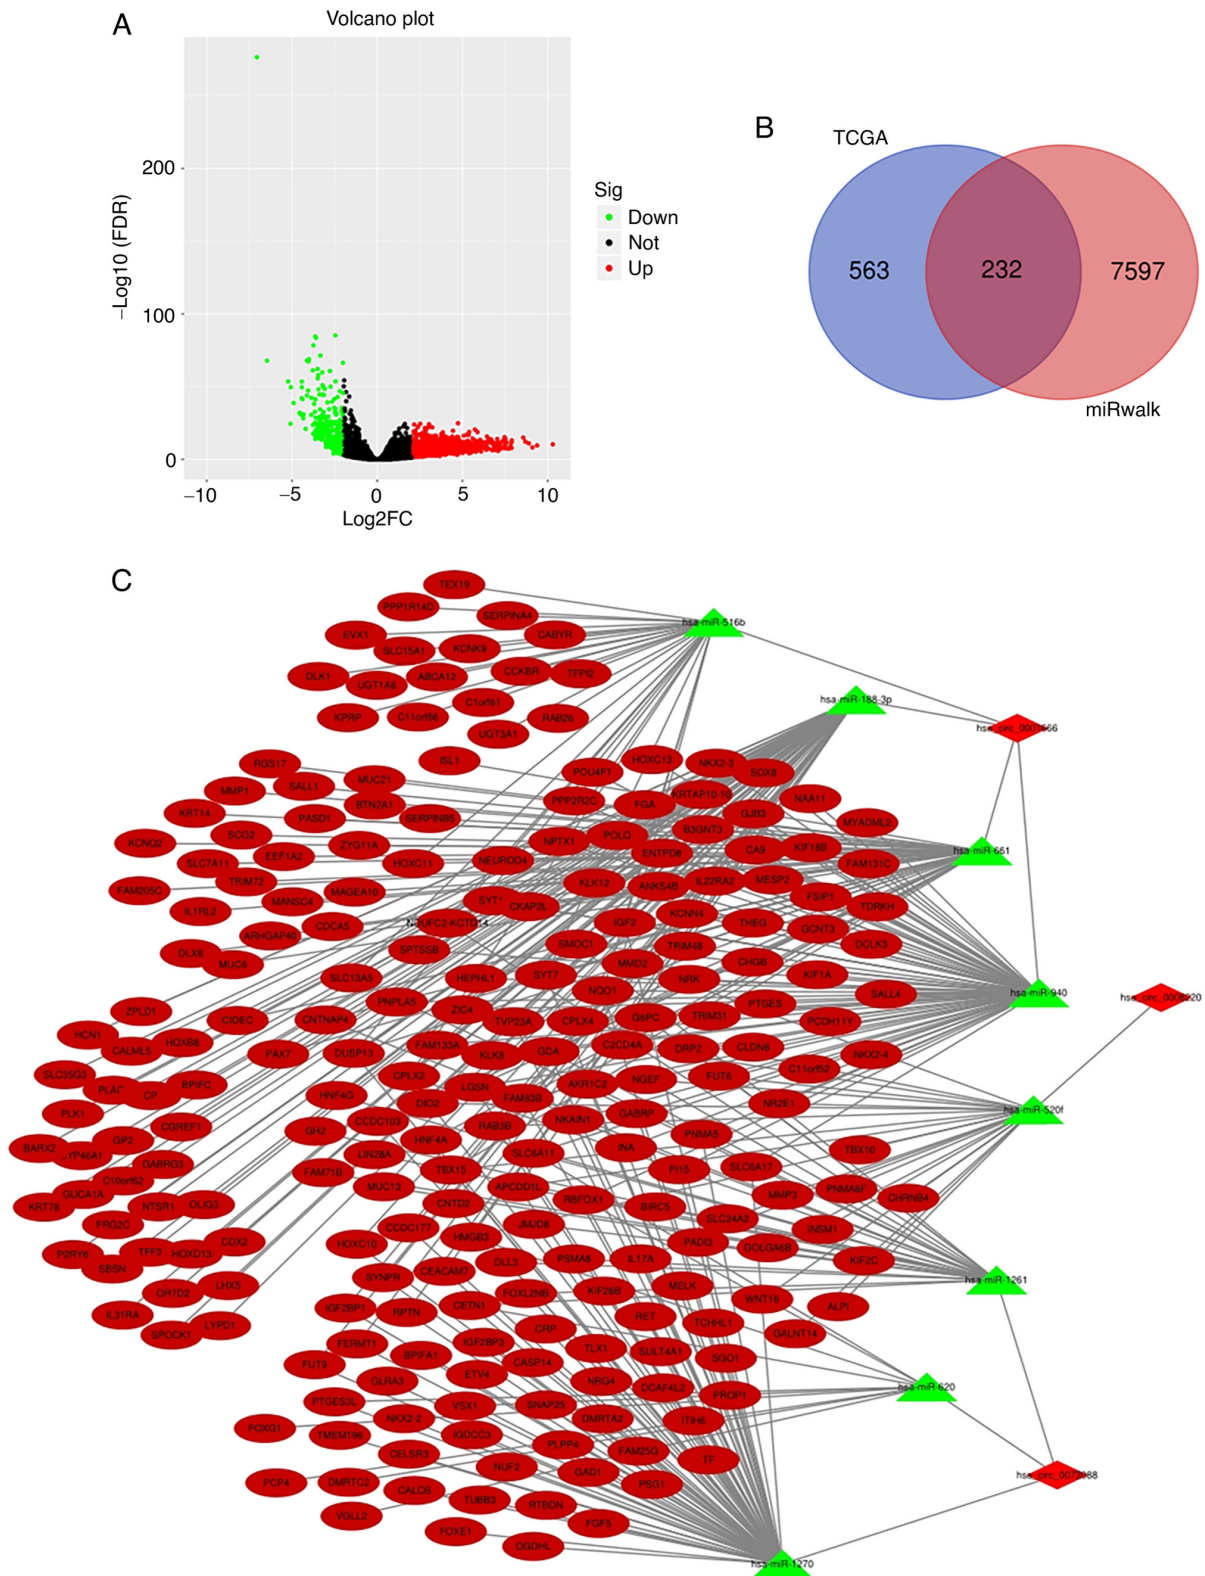 A
Volcano plot
−Log10 (FDR)
200
100
0
−10
−5
0
5
10
Log2FC
Sig
Down
Not
Up
B
TCGA
563
232
7597
miRwalk
C
TEX19
PPP1R14D
SERPINA4
EVX1
CABYR
SLC15A1
KCNK9
DLK1
UGT1A8
ABCA12
CCKBR
TFPI2
KPRP
C11orf86
C1orf61
RAB26
UGT3A1
ISL1
hsa-miR-516b
hsa-miR-188-3p
hsa-miR-661
hsa-miR-940
hsa-miR-520f
hsa-miR-1261
hsa-miR-620
hsa-miR-1270
RGS17
MMP1
SALL1
MUC21
KRT14
PASD1
BTN2A1
SERPINB5
KCNQ2
SCG2
ZYG11A
SLC7A11
EEF1A2
HOXC11
FAM205C
TRIM72
MANSC4
MAGEA10
IL1RL2
ARHGAP40
CDCA5
DLX6
MUC6
SPTSSB
SLC13A5
POU4F1
HOXC13
NKX2-3
SOX8
PPP2R2C
FGA
KRTAP10-10
GJB3
NAA11
MYADML2
NPTX1
POLQ
B3GNT3
CA9
KIF18B
NEUROD4
ENTPD8
FAM131C
KLK12
ANKS4B
IL22RA2
MESP2
FSIP1
TDRKH
CKAP2L
IGF2
KCNN4
THEG
GCNT3
SMOC1
TRIM48
DCLK3
HEPHL1
SYT7
MMD2
NRK
CHGB
KIF1A
NQO1
SALL4
ZPLD1
CIDEC
CNTNAP4
PNPLA5
ZIC4
TVP23A
CPLX4
G6PC
TRIM31
PTGES
PCDH11Y
HCN1
CALML5
HOXB8
PAX7
DUSP13
FAM133A
KLK8
GDA
C2CD4A
DRP2
CLDN6
NKX2-4
SLC35G3
CP
BPIFC
CPLX2
LGSN
AKR1C2
NGEF
FUT6
C11orf52
PLK1
HNF4G
DIO2
FAM83B
NR2E1
CGREF1
GH2
CCDC103
RAB3B
NKAIN1
GABRP
PNMA5
BARX2
GP2
HNF4A
INA
TBX10
GABRG3
LIN28A
SLC6A11
C10orf62
FAM71B
TBX15
PI15
SLC6A17
KRT78
GUCA1A
NTSR1
OLIG3
MUC13
APCDD1L
RBFOX1
MMP3
PNMA6F
CHRNB4
FRG2C
CNTD2
BIRC5
SLC24A2
P2RY6
TFF3
HOXD13
CDX2
HOXC10
CCDC177
JMJD8
INSM1
SBSN
HMGB3
PADI3
GOLGA6B
OR7D2
LHX5
SYNPR
CEACAM7
DLL3
PSMA8
IL17A
KIF2C
IL31RA
SPOCK1
LYPD1
IGF2BP1
RPTN
CETN1
FOXL2NB
KIF26B
MELK
WNT16
ALPI
FERMT1
IGF2BP3
CRP
RET
TCHHL1
GALNT14
FUT9
BPIFA1
CASP14
TLX1
SULT4A1
SGO1
GLRA3
ETV4
NRG4
DCAF4L2
PROP1
PTGES3L
NKX2-2
VSX1
SNAP25
DMRTA2
ITIH6
FOXG1
TMEM196
IGDCC3
PLPP4
FAM25G
TF
CELSR3
NUF2
GAD1
PSG1
PCP4
DMRTC2
CALCB
TUBB3
RTBDN
VGLL2
FGF5
FOXE1
OGDHL